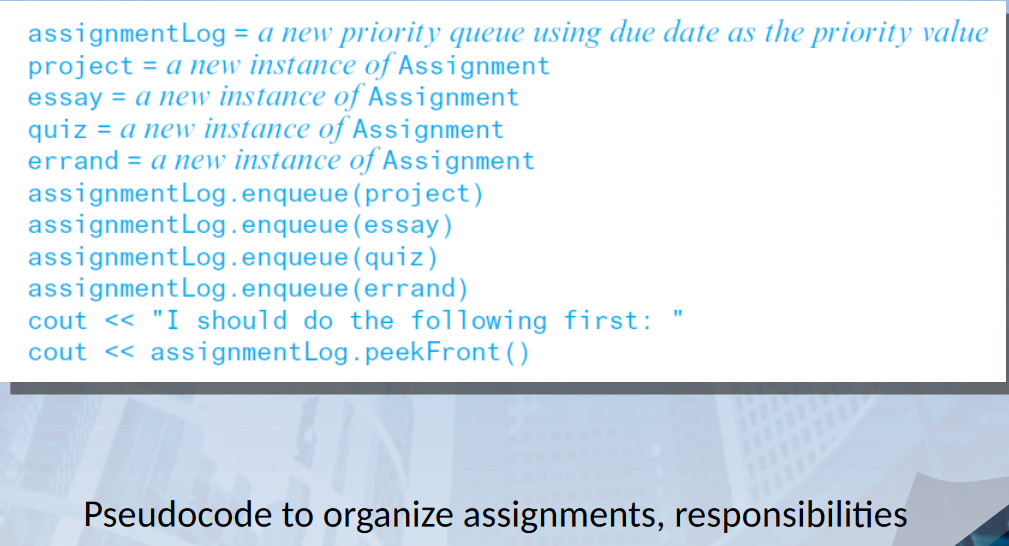 assignmentLog = a new priority queue using due date as the priority value
project = a new instance of Assignment
essay = a new instance of Assignment
quiz = a new instance of Assignment
errand = a new instance of Assignment
assignmentLog.enqueue(project)
assignmentLog.enqueue(essay)
assignmentLog.enqueue(quiz)
assignmentLog.enqueue(errand)
cout << "I should do the following first: "
cout << assignmentLog.peekFront()
Pseudocode to organize assignments, responsibilities